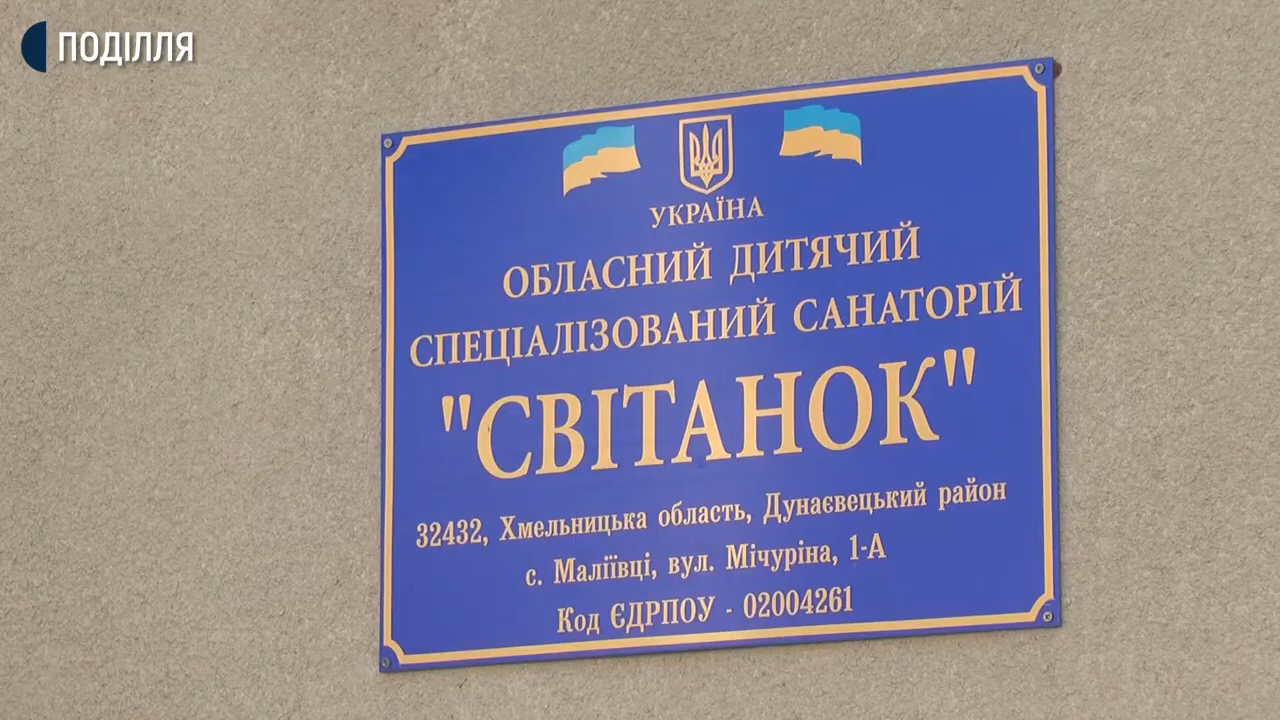 ПОДІЛЛЯ
УКРАЇНА
ОБЛАСНИЙ ДИТЯЧИЙ
СПЕЦІАЛІЗОВАНИЙ САНАТОРІЙ
"СВІТАНОК"
32432, Хмельницька область, Дунаєвецький район
с. Маліївці, вул. Мічуріна, 1-А
Код ЄДРПОУ - 02004261